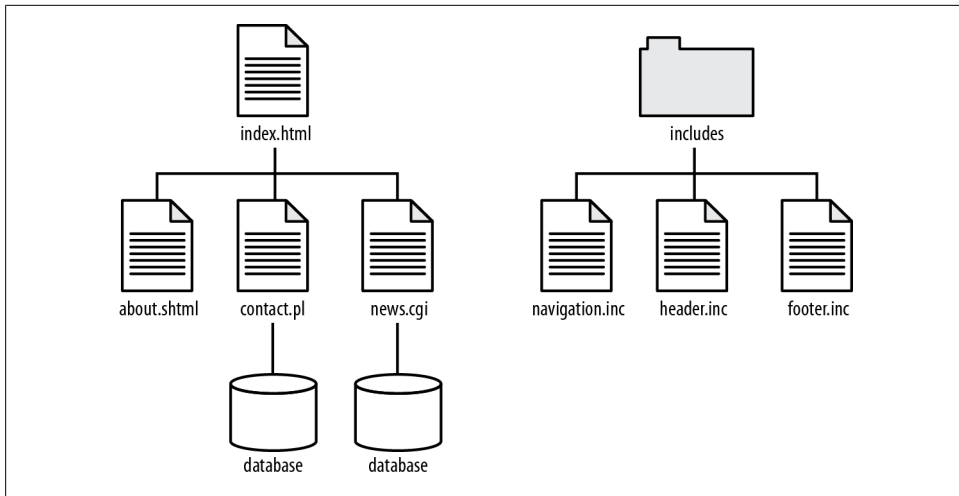 index.html
includes
about.shtml
contact.pl
news.cgi
navigation.inc
header.inc
footer.inc
database
database